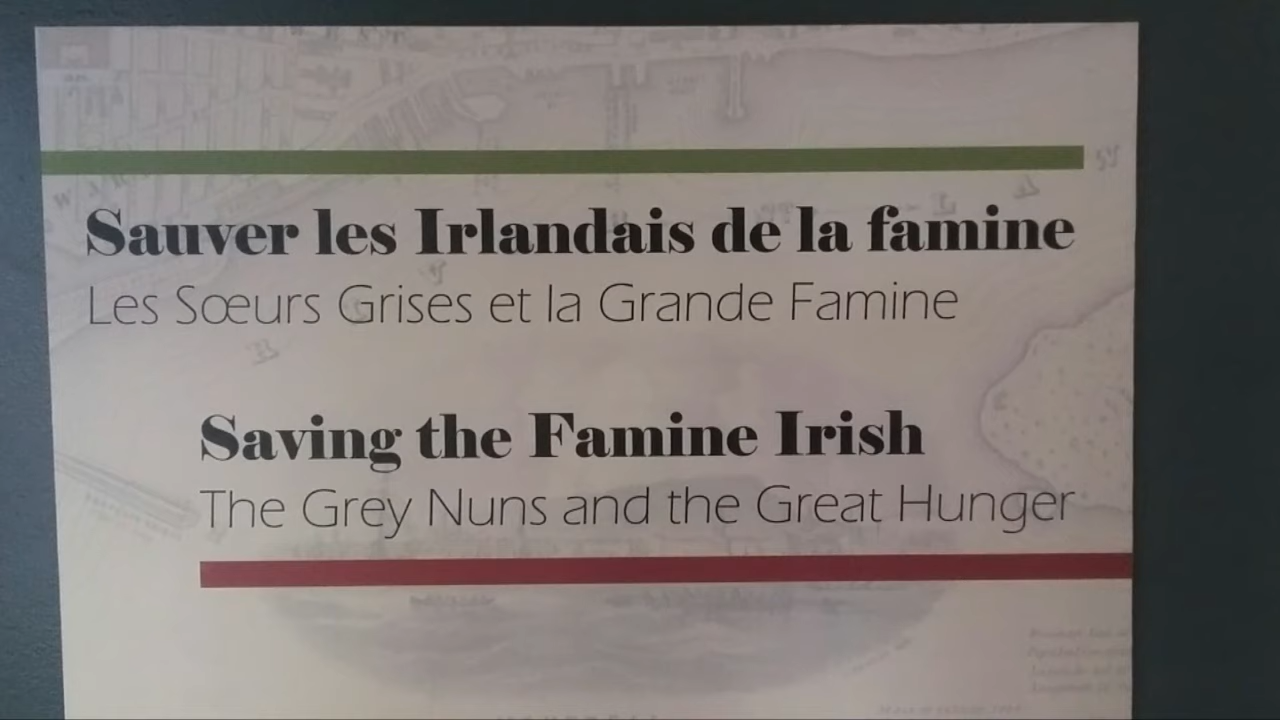 Sauver les Irlandais de la famine
Les Sœurs Grises et la Grande Famine
Saving the Famine Irish
The Grey Nuns and the Great Hunger